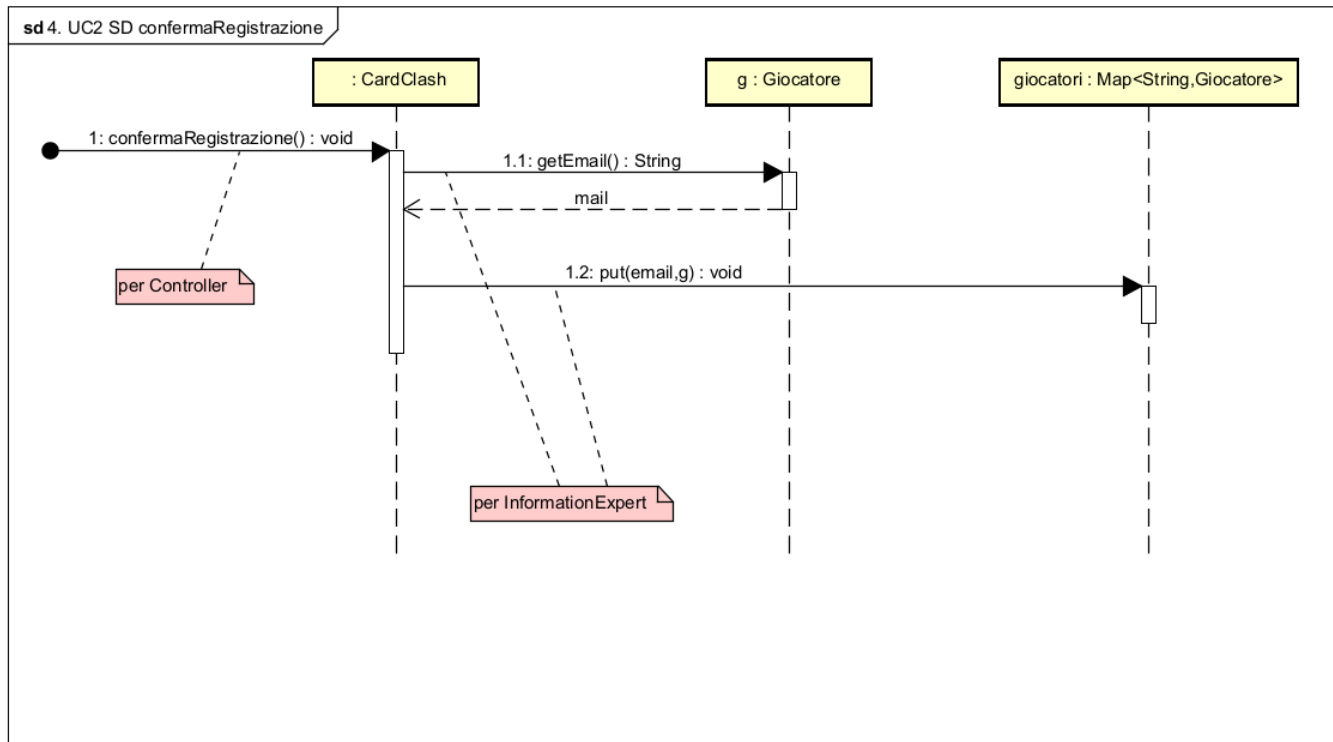 sd 4. UC2 SD confermaRegistrazione
: CardClash
g : Giocatore
giocatori : Map<String,Giocatore>
1: confermaRegistrazione() : void
1.1: getEmail() : String
mail
per Controller
1.2: put(email,g) : void
per InformationExpert